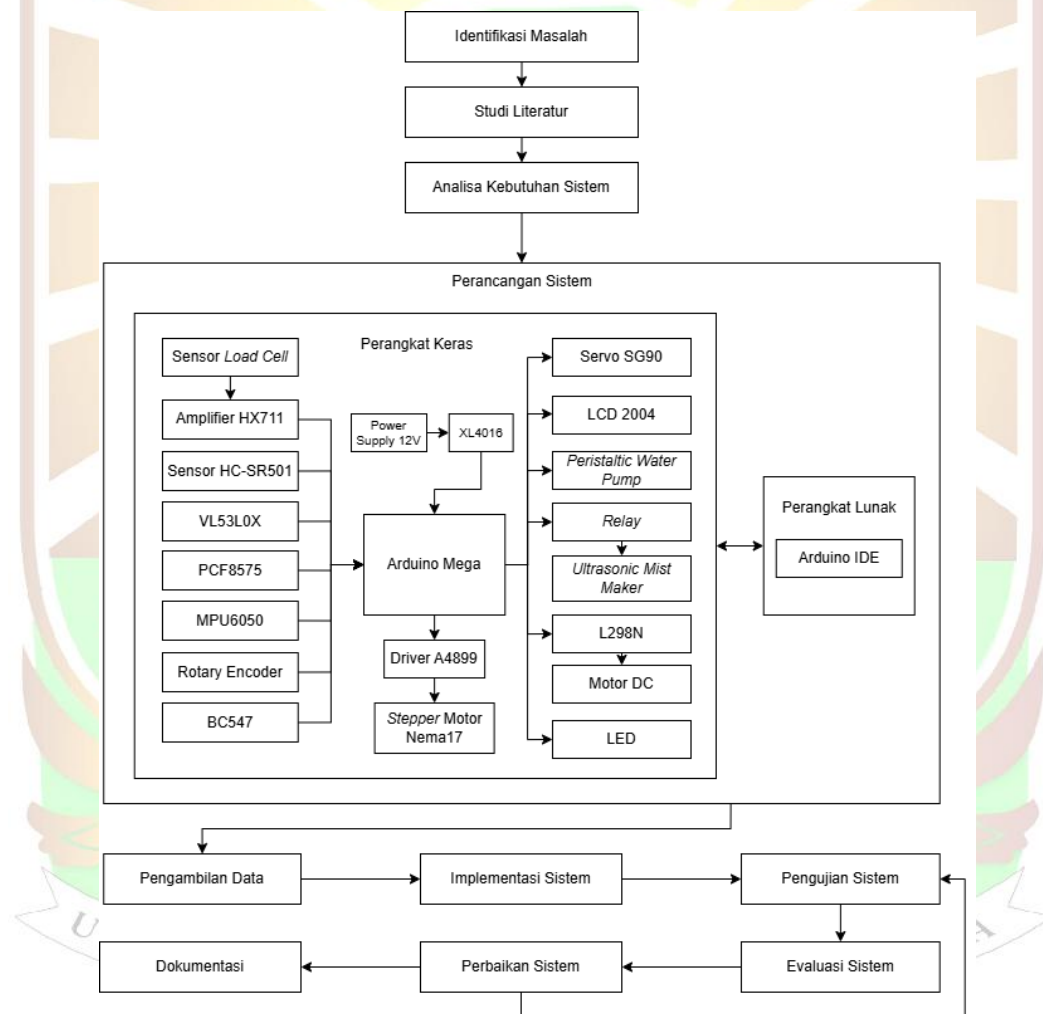 Identifikasi Masalah
Studi Literatur
Analisa Kebutuhan Sistem
Perancangan Sistem
Perangkat Keras
Sensor Load Cell
Amplifier HX711
Sensor HC-SR501
VL53L0X
PCF8575
MPU6050
Rotary Encoder
BC547
Power
Supply 12V
XL4016
Arduino Mega
Driver A4899
Stepper Motor
Nema17
Servo SG90
LCD 2004
Peristaltic Water
Pump
Relay
Ultrasonic Mist
Maker
L298N
Motor DC
LED
Perangkat Lunak
Arduino IDE
Pengambilan Data
Implementasi Sistem
Pengujian Sistem
Dokumentasi
Perbaikan Sistem
Evaluasi Sistem